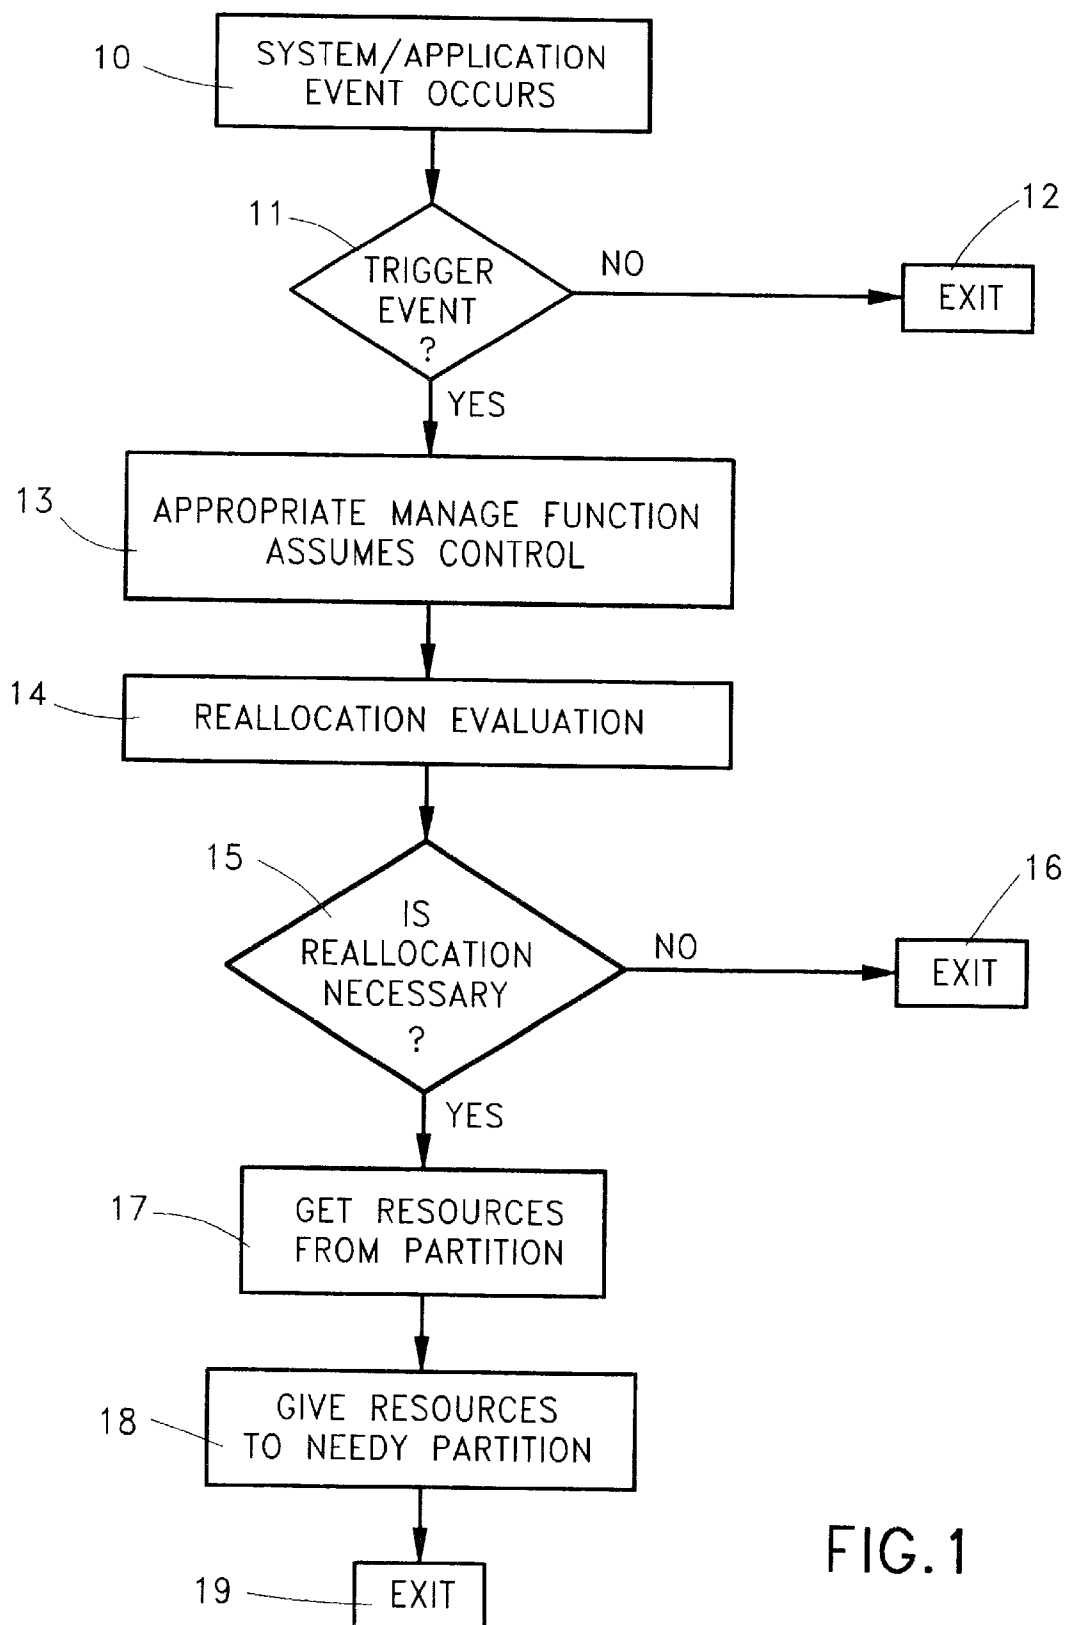 10
SYSTEM/APPLICATION
EVENT OCCURS
11
TRIGGER
EVENT
?
NO
12
EXIT
YES
13
APPROPRIATE MANAGE FUNCTION
ASSUMES CONTROL
14
REALLOCATION EVALUATION
15
IS
REALLOCATION
NECESSARY
?
NO
16
EXIT
YES
17
GET RESOURCES
FROM PARTITION
18
GIVE RESOURCES
TO NEEDY PARTITION
19
EXIT
FIG.1